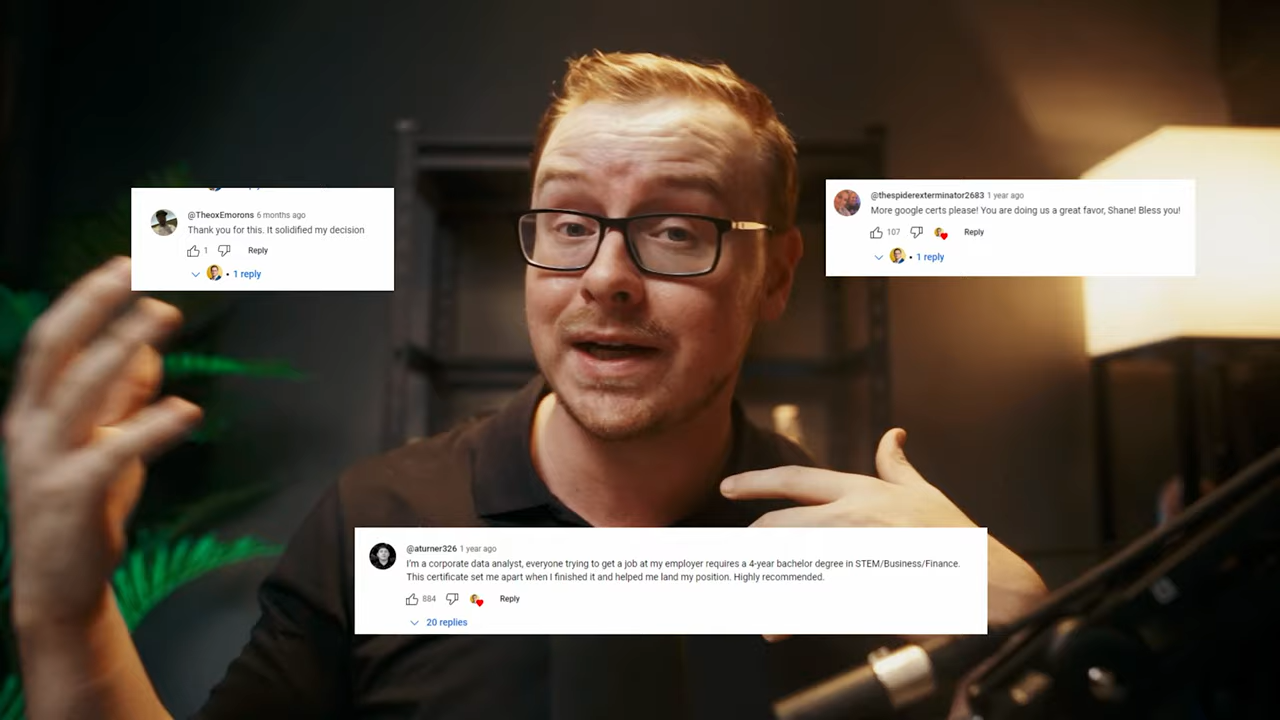 @TheoxEmorons 6 months ago
Thank you for this. It solidified my decision
1 Reply
1 reply
@thespiderexterminator2683 1 year ago
More google certs please! You are doing us a great favor, Shane! Bless you!
107 Reply
1 reply
@aturner326 1 year ago
I'm a corporate data analyst, everyone trying to get a job at my employer requires a 4-year bachelor degree in STEM/Business/Finance.
This certificate set me apart when I finished it and helped me land my position. Highly recommended.
884 Reply
20 replies